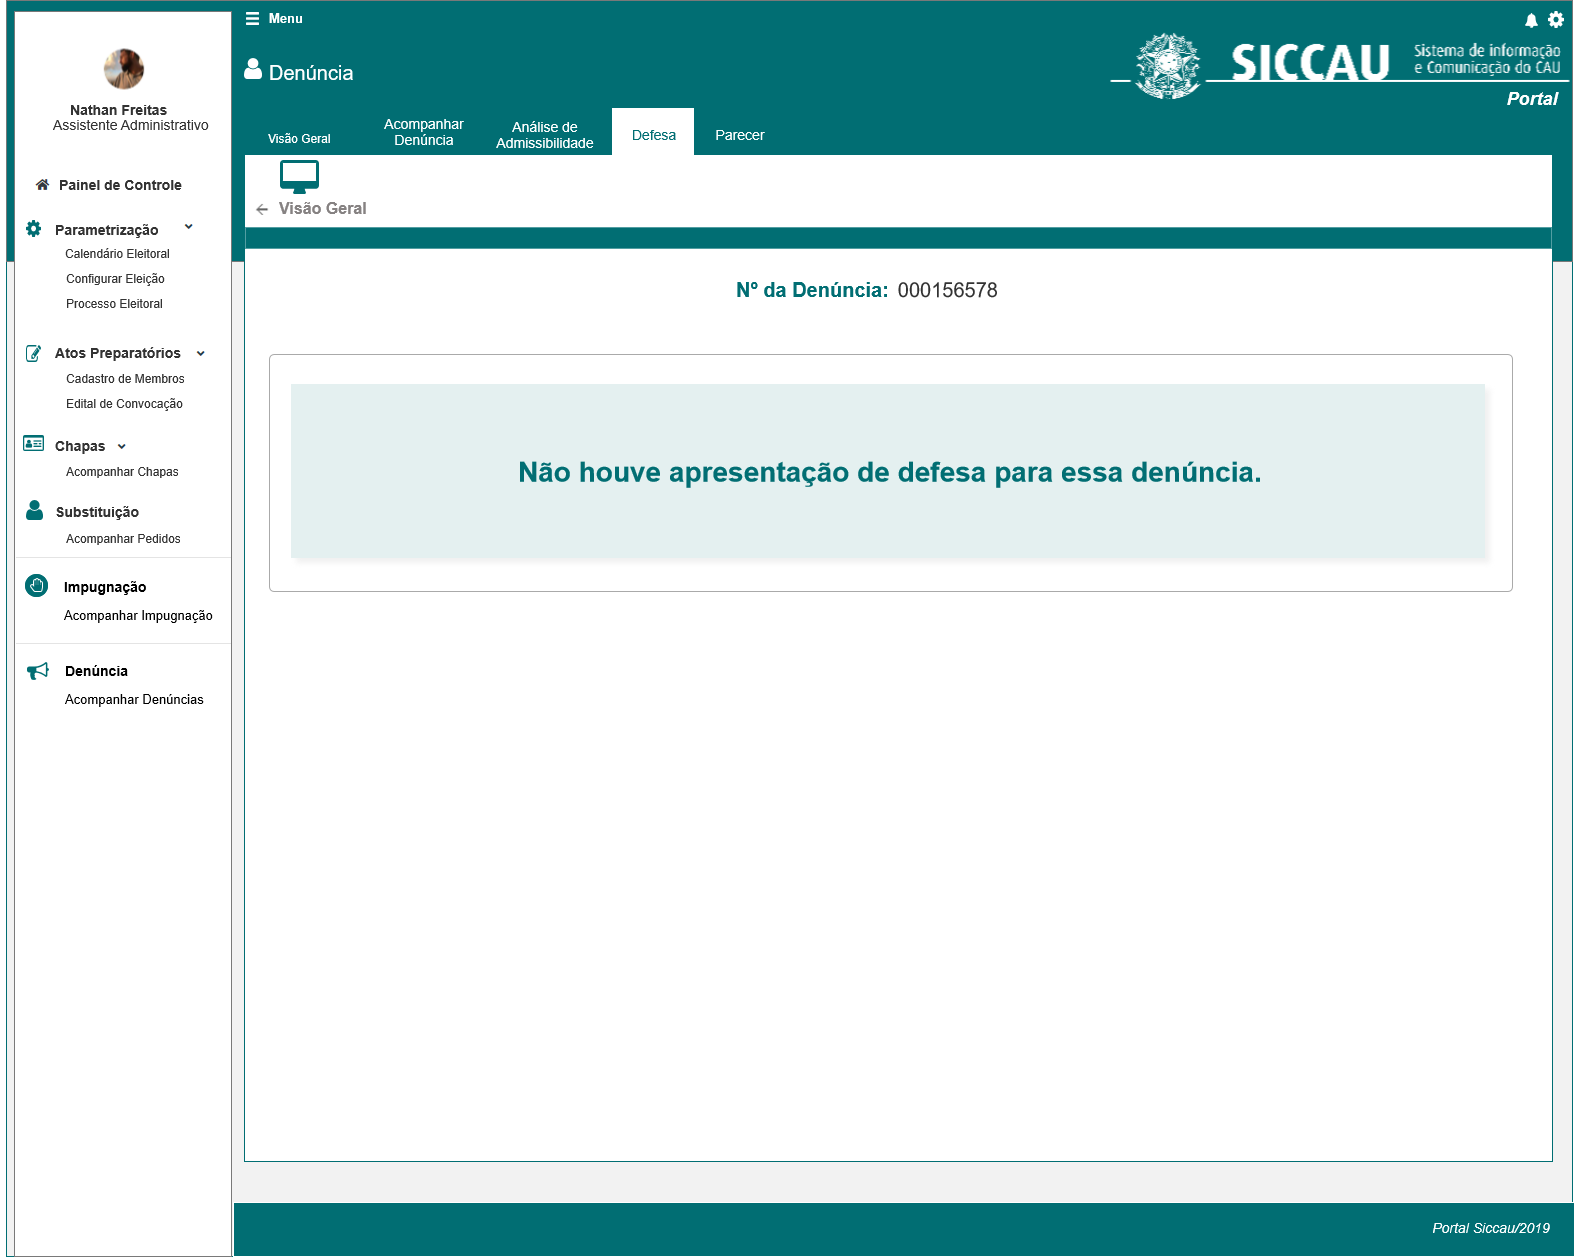 Menu
Denúncia
SICCAU
Sistema de informação
e Comunicação do CAU
Portal
Nathan Freitas
Assistente Administrativo
Visão Geral
Acompanhar
Denúncia
Análise de
Admissibilidade
Defesa
Parecer
Painel de Controle
Parametrização
Calendário Eleitoral
Configurar Eleição
Processo Eleitoral
Atos Preparatórios
Cadastro de Membros
Edital de Convocação
Chapas
Acompanhar Chapas
Substituição
Acompanhar Pedidos
Impugnação
Acompanhar Impugnação
Denúncia
Acompanhar Denúncias
Visão Geral
Nº da Denúncia: 000156578
Não houve apresentação de defesa para essa denúncia.
Portal Siccau/2019